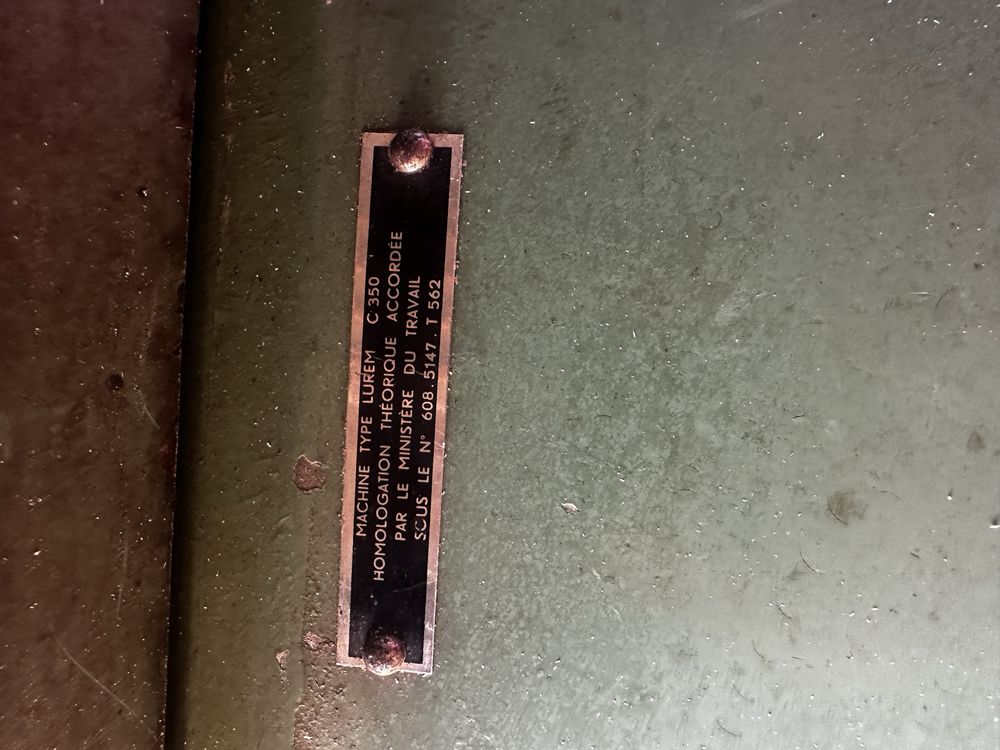 MACHINE TYPE LUREM C 350
HOMOLOGATION THÉORIQUE ACCORDÉE
PAR LE MINISTÈRE DU TRAVAIL
SOUS LE N° 608.5147.T 562